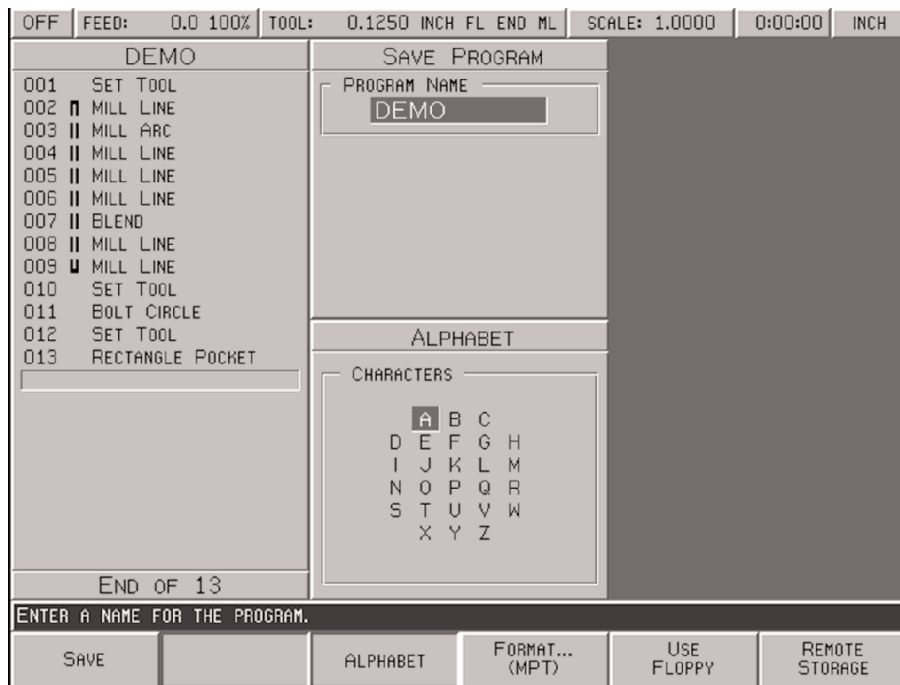 OFF FEED: 0.0 100% TOOL: 0.1250 INCH FL END ML SCALE: 1.0000 0:00:00 INCH
DEMO
001 SET TOOL
002 MILL LINE
003 MILL ARC
004 MILL LINE
005 MILL LINE
006 MILL LINE
007 BLEND
008 MILL LINE
009 MILL LINE
010 SET TOOL
011 BOLT CIRCLE
012 SET TOOL
013 RECTANGLE POCKET
END OF 13
SAVE PROGRAM
PROGRAM NAME
DEMO
ALPHABET
CHARACTERS
A B C
D E F G H
I J K L M
N O P Q R
S T U V W
X Y Z
ENTER A NAME FOR THE PROGRAM.
SAVE
ALPHABET
FORMAT...
(MPT)
USE
FLOPPY
REMOTE
STORAGE